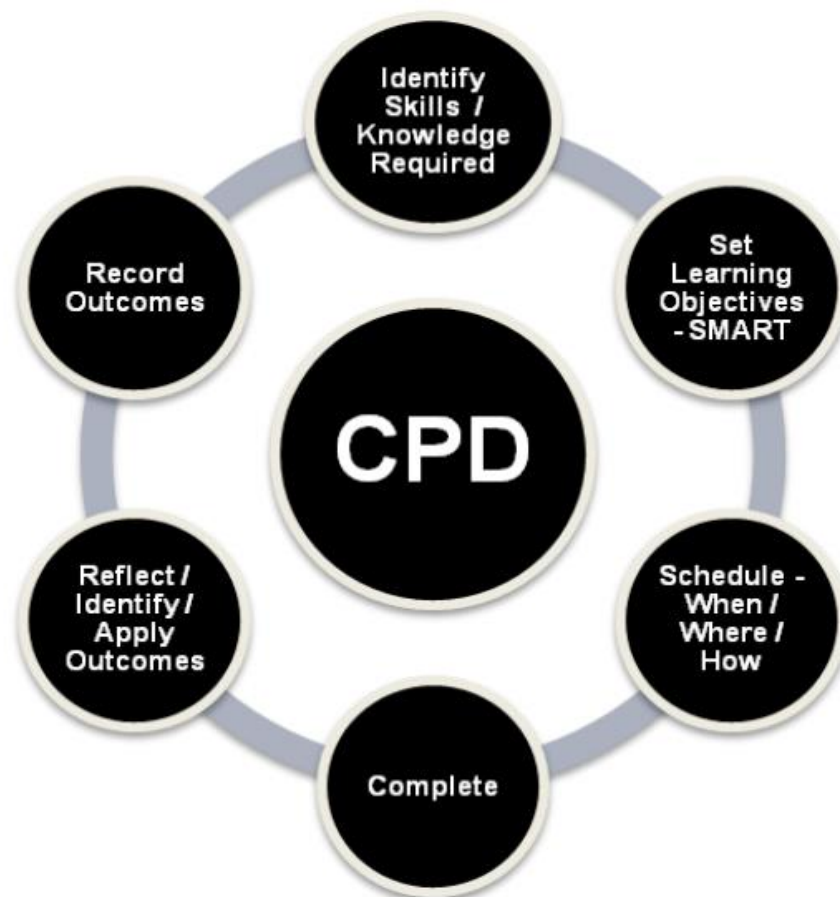 Identify
Skills /
Knowledge
Required
Set
Learning
Objectives
- SMART
Schedule -
When /
Where /
How
Complete
Reflect /
Identify /
Apply
Outcomes
Record
Outcomes
CPD